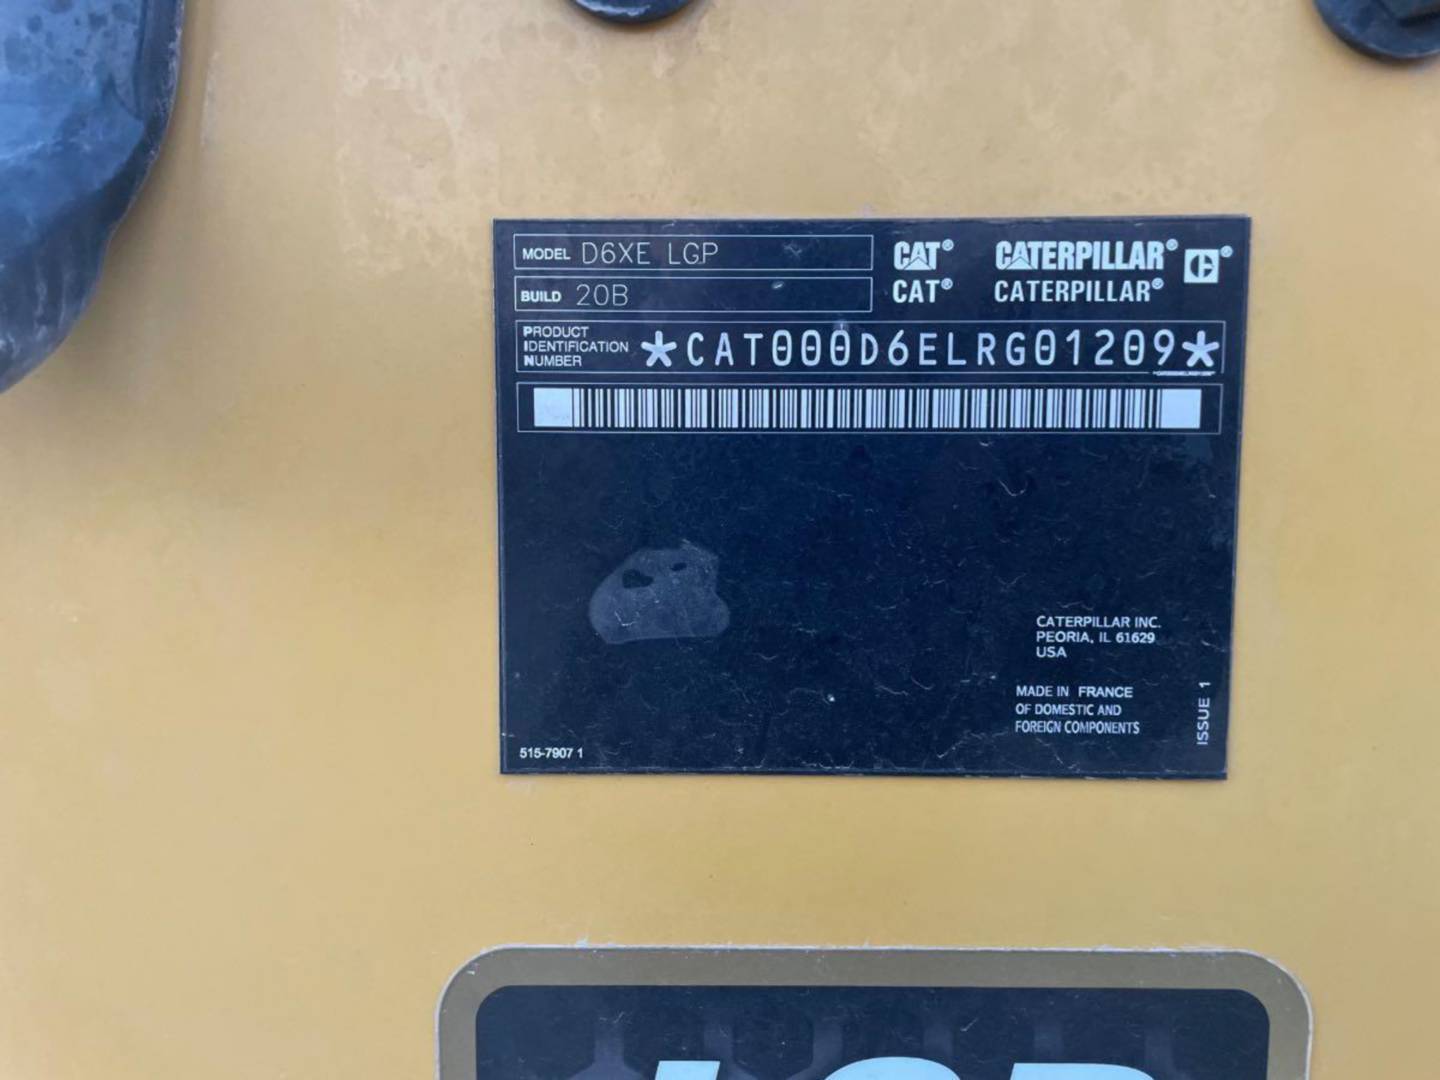 MODEL D6XE LGP
BUILD 20B
CAT® CATERPILLAR®
CAT® CATERPILLAR®
PRODUCT
IDENTIFICATION
NUMBER
*CAT000D6ELRG01209*
CATERPILLAR INC.
PEORIA, IL 61629
USA
MADE IN FRANCE
OF DOMESTIC AND
FOREIGN COMPONENTS
ISSUE 1
515-7907 1
LGP